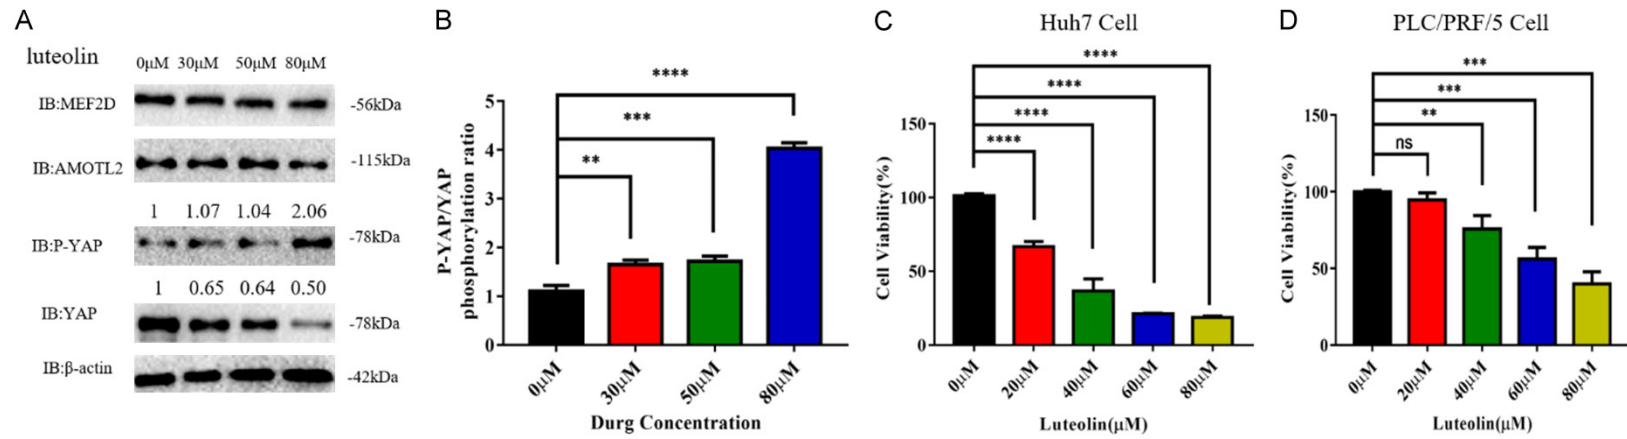 A
luteolin 0μM 30μM 50μM 80μM
IB:MEF2D -56kDa
IB:AMOTL2 -115kDa
1 1.07 1.04 2.06
IB:P-YAP -78kDa
1 0.65 0.64 0.50
IB:YAP -78kDa
IB:β-actin -42kDa
B
****
***
**
P-YAP/YAP
phosphorylation ratio
5
4
3
2
1
0
0μM 30μM 50μM 80μM
Durg Concentration
C
Huh7 Cell
****
****
****
****
Cell Viability(%)
150
100
50
0
0μM 20μM 40μM 60μM 80μM
Luteolin(μM)
D
PLC/PRF/5 Cell
***
***
**
ns
Cell Viability(%)
150
100
50
0
0μM 20μM 40μM 60μM 80μM
Luteolin(μM)